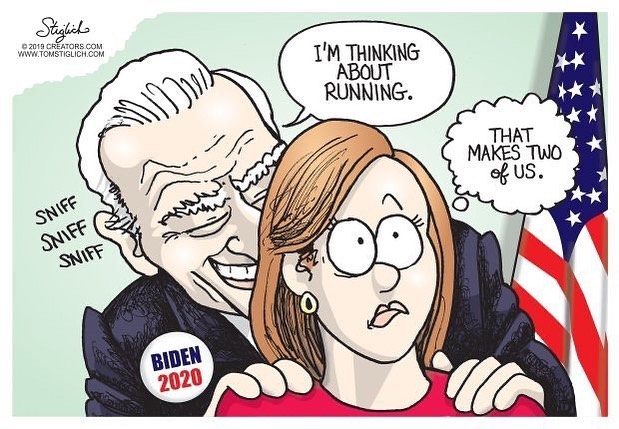 Stiglich
© 2019 CREATORS.COM
WWW.TOMSTIGLICH.COM
I'M THINKING
ABOUT
RUNNING.
THAT
MAKES TWO
of US.
SNIFF
SNIFF
SNIFF
BIDEN
2020